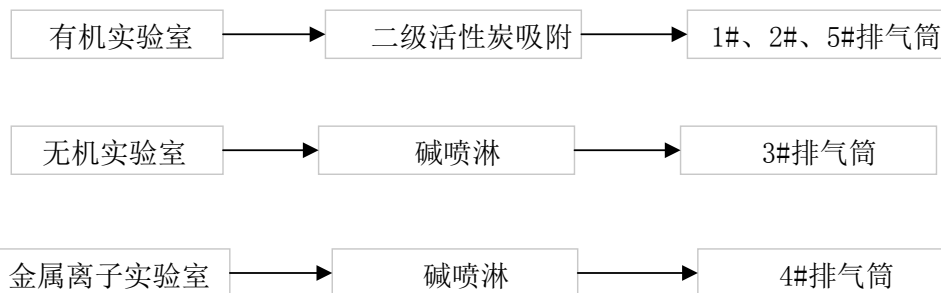 有机实验室
二级活性炭吸附
1#、2#、5#排气筒
无机实验室
碱喷淋
3#排气筒
金属离子实验室
碱喷淋
4#排气筒